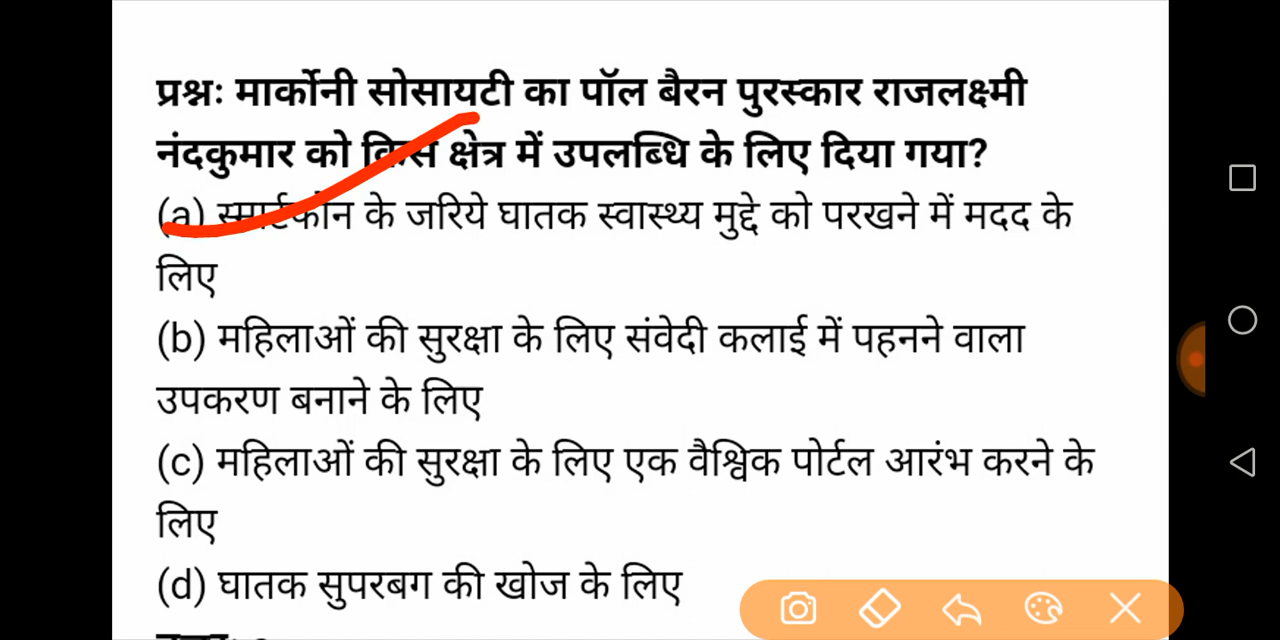 प्रश्नः मार्कोनी सोसायटी का पॉल बैरन पुरस्कार राजलक्ष्मी
नंदकुमार को किस क्षेत्र में उपलब्धि के लिए दिया गया?
(a) स्मार्टफोन के जरिये घातक स्वास्थ्य मुद्दे को परखने में मदद के
लिए
(b) महिलाओं की सुरक्षा के लिए संवेदी कलाई में पहनने वाला
उपकरण बनाने के लिए
(c) महिलाओं की सुरक्षा के लिए एक वैश्विक पोर्टल आरंभ करने के
लिए
(d) घातक सुपरबग की खोज के लिए